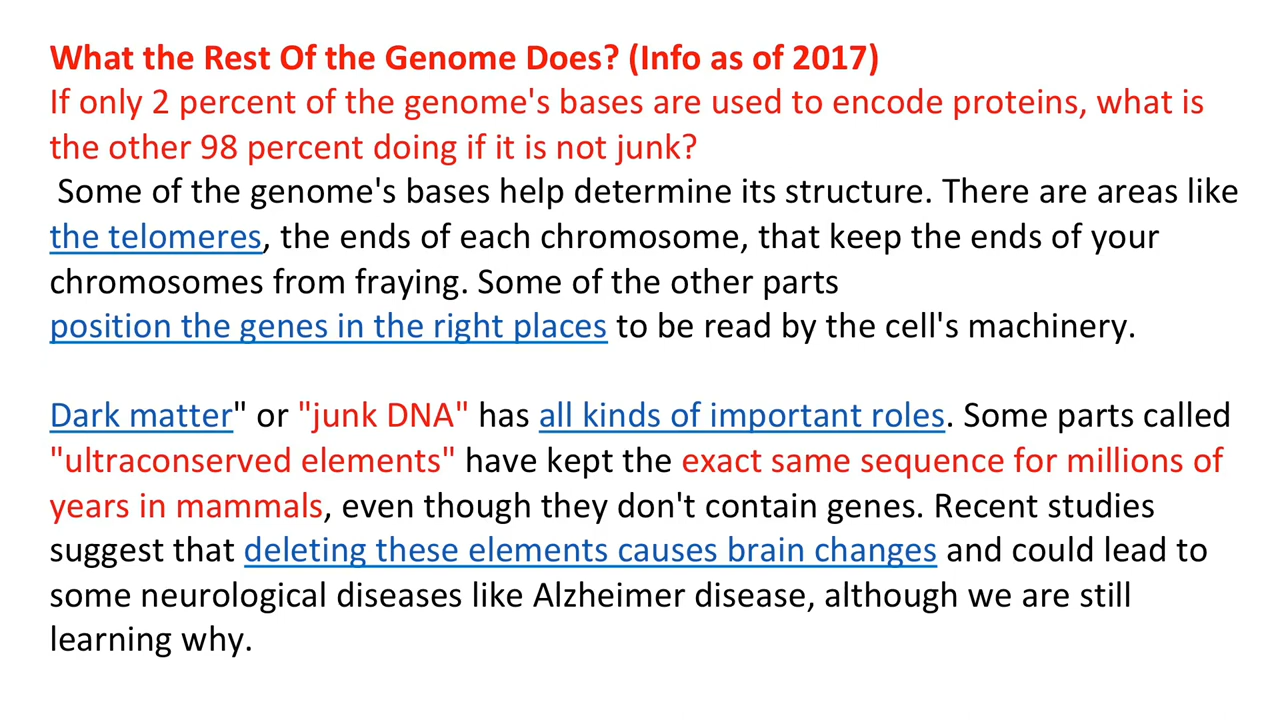 What the Rest Of the Genome Does? (Info as of 2017)
If only 2 percent of the genome's bases are used to encode proteins, what is
the other 98 percent doing if it is not junk?
Some of the genome's bases help determine its structure. There are areas like
the telomeres, the ends of each chromosome, that keep the ends of your
chromosomes from fraying. Some of the other parts
position the genes in the right places to be read by the cell's machinery.
Dark matter" or "junk DNA" has all kinds of important roles. Some parts called
"ultraconserved elements" have kept the exact same sequence for millions of
years in mammals, even though they don't contain genes. Recent studies
suggest that deleting these elements causes brain changes and could lead to
some neurological diseases like Alzheimer disease, although we are still
learning why.